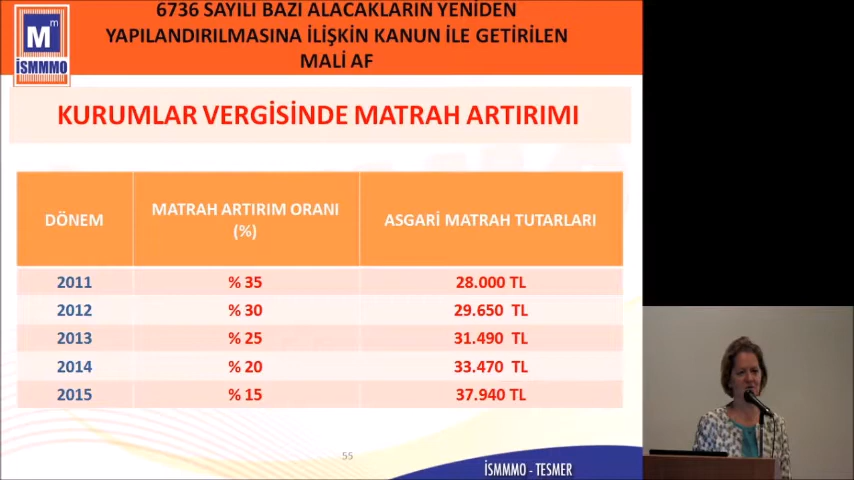 6736 SAYILI BAZI ALACAKLARIN YENİDEN
YAPILANDIRILMASINA İLİŞKİN KANUN İLE GETİRİLEN
MALİ AF
Mm
İSMMMO
KURUMLAR VERGİSİNDE MATRAH ARTIRIMI
DÖNEM
MATRAH ARTIRIM ORANI
(%)
ASGARİ MATRAH TUTARLARI
2011 % 35 28.000 TL
2012 % 30 29.650 TL
2013 % 25 31.490 TL
2014 % 20 33.470 TL
2015 % 15 37.940 TL
55
İSMMMO - TESMER